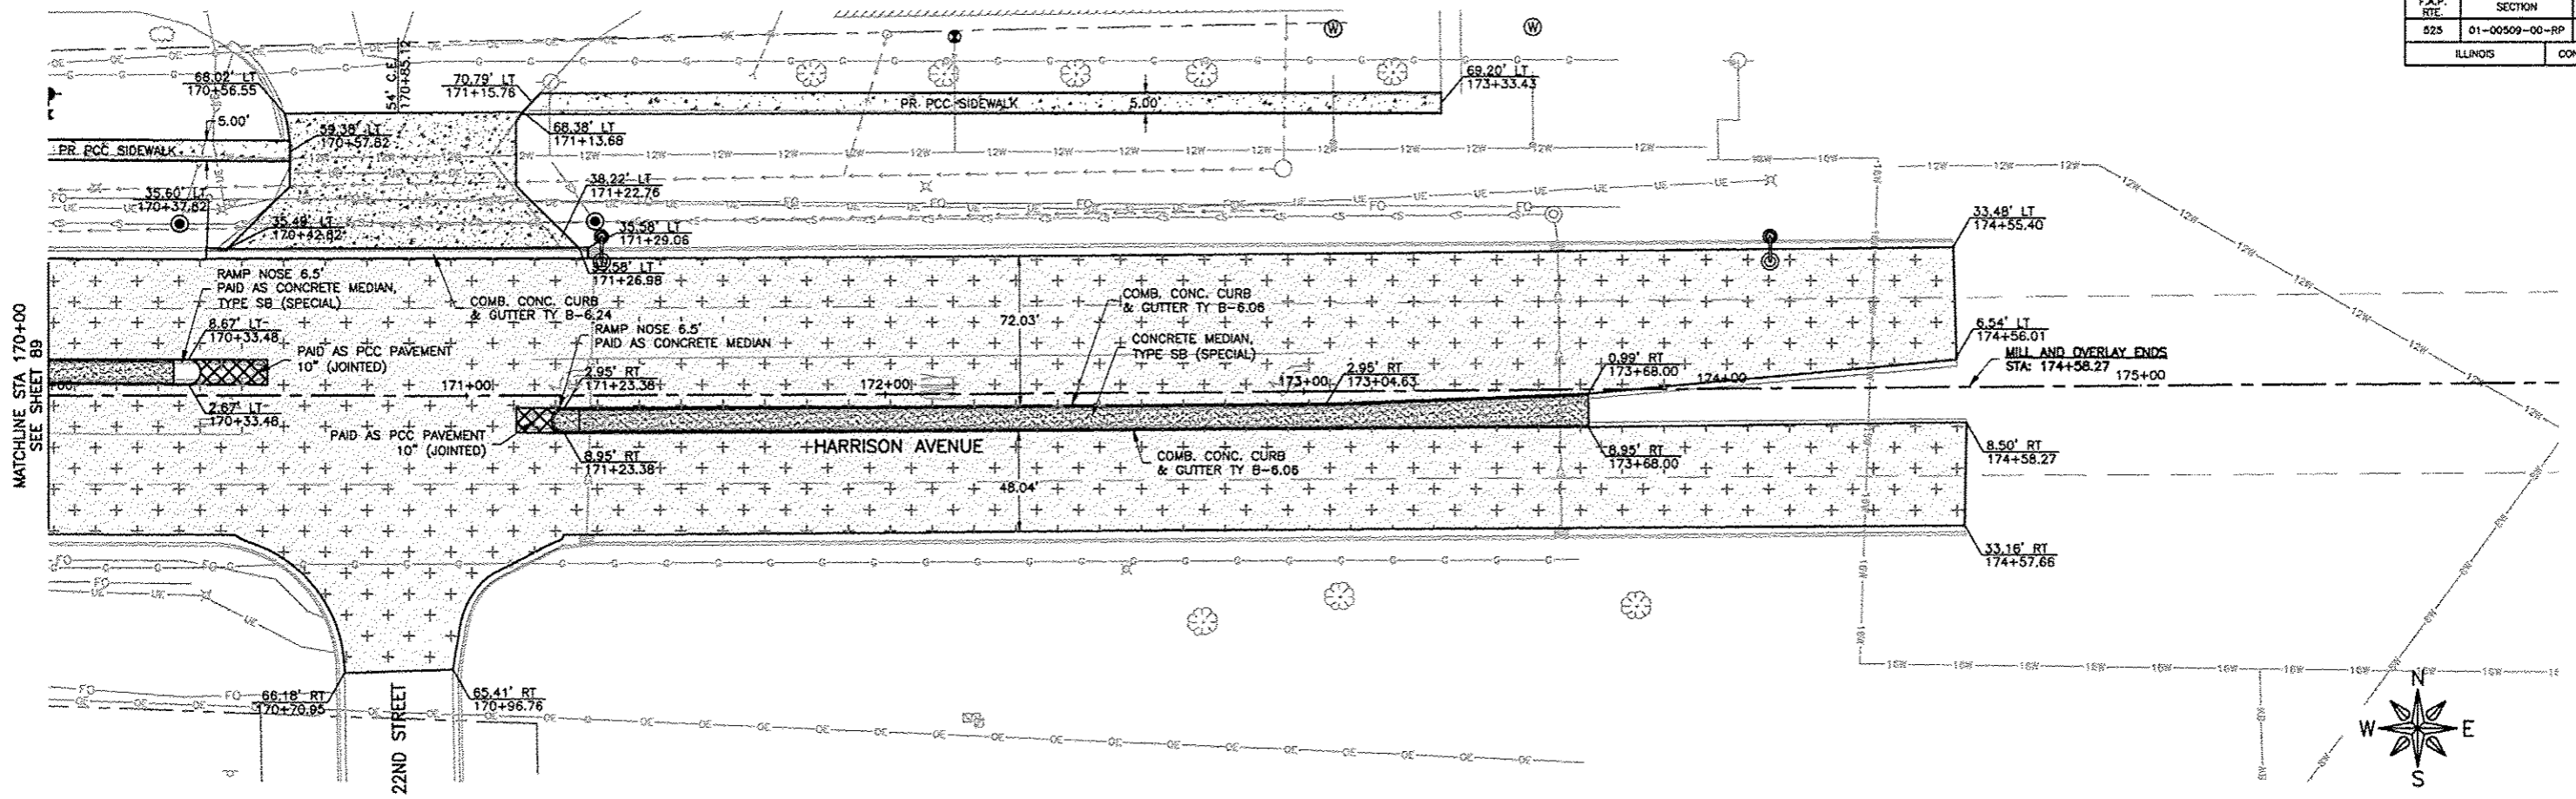 F.A.P.
RTE.
SECTION
525
01-00509-00-RP
ILLINOIS
CON
68.02' LT
170+56.55
54' C.E.
170+85.12
70.79' LT
171+15.76
69.20' LT
173+33.43
PR. PCC SIDEWALK
5.00'
5.00'
59.38' LT
170+57.82
68.38' LT
171+13.68
PR. PCC SIDEWALK
35.60' LT
170+37.82
38.22' LT
171+22.76
35.49' LT
170+42.82
35.58' LT
171+29.06
171+26.98
33.48' LT
174+55.40
RAMP NOSE 6.5'
PAID AS CONCRETE MEDIAN,
TYPE SB (SPECIAL)
COMB. CONC. CURB
& GUTTER TY B-6.24
8.67' LT
170+33.48
RAMP NOSE 6.5'
PAID AS CONCRETE MEDIAN
72.03'
COMB. CONC. CURB
& GUTTER TY B-6.06
CONCRETE MEDIAN,
TYPE SB (SPECIAL)
6.54' LT
174+56.01
MATCHLINE STA 170+00
SEE SHEET 89
PAID AS PCC PAVEMENT
10" (JOINTED)
2.95' RT
171+23.38
2.95' RT
173+04.63
0.99' RT
173+68.00
MILL AND OVERLAY ENDS
STA: 174+58.27
171+00
172+00
173+00
174+00
175+00
2.67' LT
170+33.48
PAID AS PCC PAVEMENT
10" (JOINTED)
HARRISON AVENUE
8.95' RT
171+23.38
COMB. CONC. CURB
& GUTTER TY B-6.06
8.95' RT
173+68.00
8.50' RT
174+58.27
48.04'
33.16' RT
174+57.66
66.18' RT
170+70.95
65.41' RT
170+96.76
22ND STREET
N
W E
S